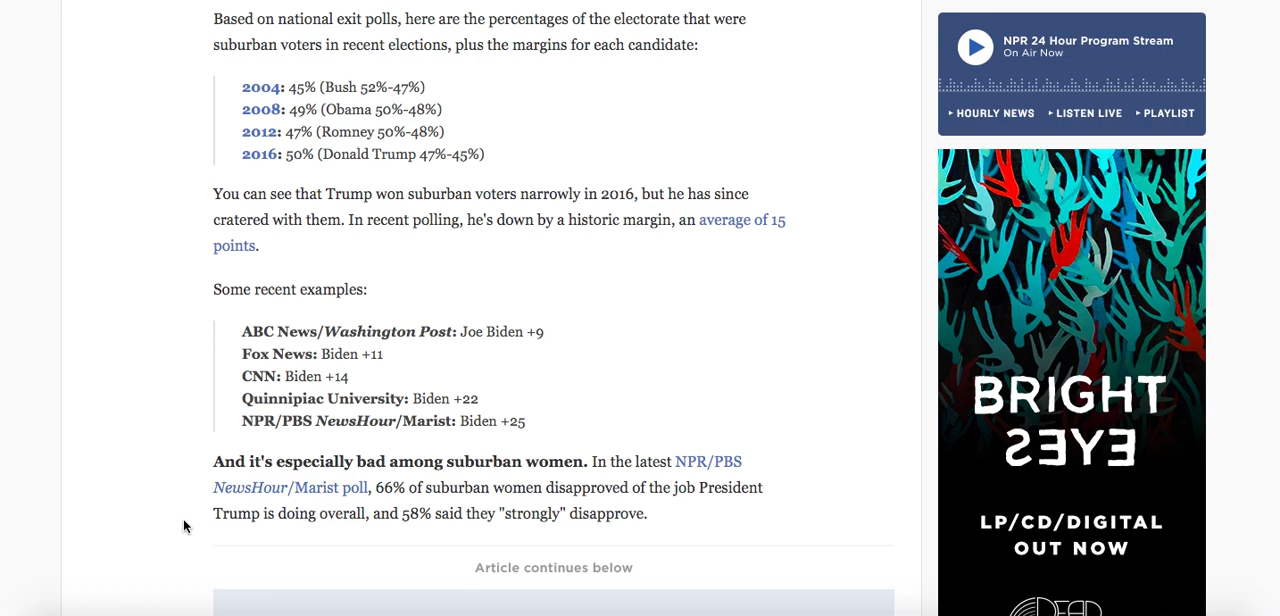 Based on national exit polls, here are the percentages of the electorate that were
suburban voters in recent elections, plus the margins for each candidate:
2004: 45% (Bush 52%-47%)
2008: 49% (Obama 50%-48%)
2012: 47% (Romney 50%-48%)
2016: 50% (Donald Trump 47%-45%)
You can see that Trump won suburban voters narrowly in 2016, but he has since
cratered with them. In recent polling, he's down by a historic margin, an average of 15
points.
Some recent examples:
ABC News/Washington Post: Joe Biden +9
Fox News: Biden +11
CNN: Biden +14
Quinnipiac University: Biden +22
NPR/PBS NewsHour/Marist: Biden +25
And it's especially bad among suburban women. In the latest NPR/PBS
NewsHour/Marist poll, 66% of suburban women disapproved of the job President
Trump is doing overall, and 58% said they "strongly" disapprove.
Article continues below
NPR 24 Hour Program Stream
On Air Now
HOURLY NEWS LISTEN LIVE PLAYLIST
BRIGHT
EYES
LP/CD/DIGITAL
OUT NOW
DEAD